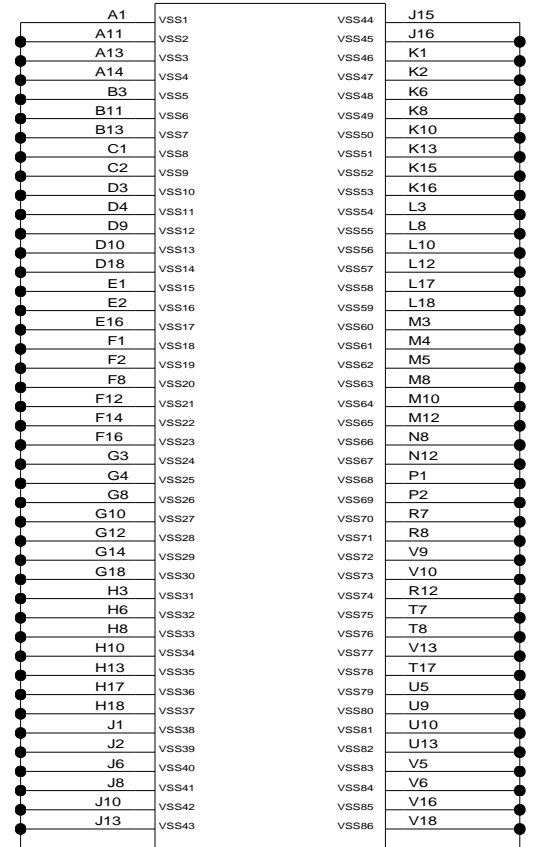 A1 VSS1 VSS44 J15
A11 VSS2 VSS45 J16
A13 VSS3 VSS46 K1
A14 VSS4 VSS47 K2
B3 VSS5 VSS48 K6
B11 VSS6 VSS49 K8
B13 VSS7 VSS50 K10
C1 VSS8 VSS51 K13
C2 VSS9 VSS52 K15
D3 VSS10 VSS53 K16
D4 VSS11 VSS54 L3
D9 VSS12 VSS55 L8
D10 VSS13 VSS56 L10
D18 VSS14 VSS57 L12
E1 VSS15 VSS58 L17
E2 VSS16 VSS59 L18
E16 VSS17 VSS60 M3
F1 VSS18 VSS61 M4
F2 VSS19 VSS62 M5
F8 VSS20 VSS63 M8
F12 VSS21 VSS64 M10
F14 VSS22 VSS65 M12
F16 VSS23 VSS66 N8
G3 VSS24 VSS67 N12
G4 VSS25 VSS68 P1
G8 VSS26 VSS69 P2
G10 VSS27 VSS70 R7
G12 VSS28 VSS71 R8
G14 VSS29 VSS72 V9
G18 VSS30 VSS73 V10
H3 VSS31 VSS74 R12
H6 VSS32 VSS75 T7
H8 VSS33 VSS76 T8
H10 VSS34 VSS77 V13
H13 VSS35 VSS78 T17
H17 VSS36 VSS79 U5
H18 VSS37 VSS80 U9
J1 VSS38 VSS81 U10
J2 VSS39 VSS82 U13
J6 VSS40 VSS83 V5
J8 VSS41 VSS84 V6
J10 VSS42 VSS85 V16
J13 VSS43 VSS86 V18